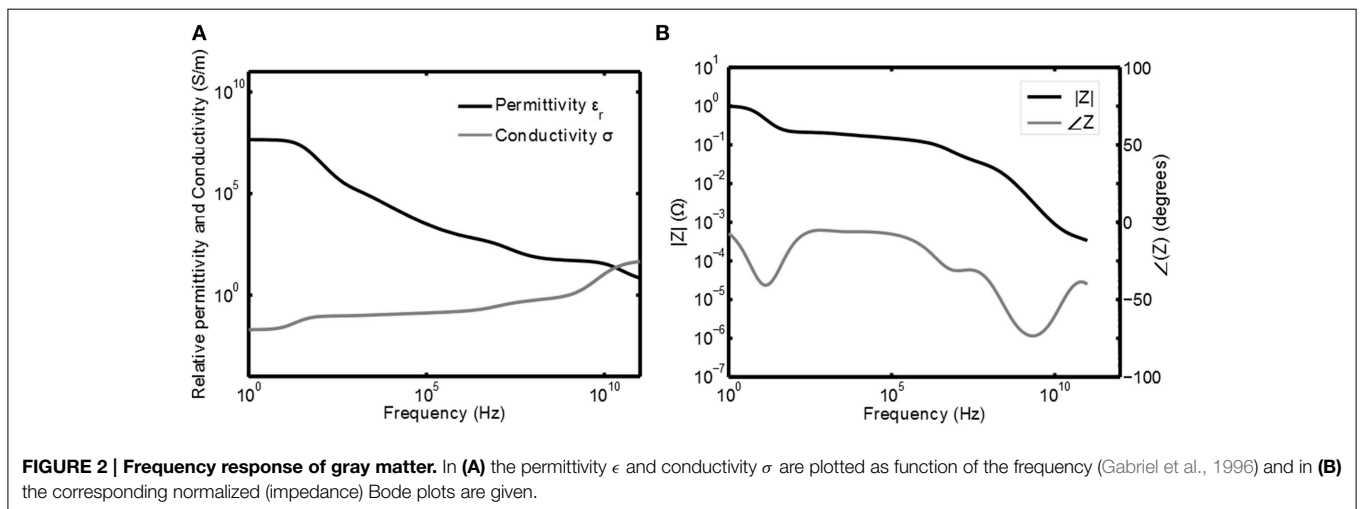 A
Relative permittivity and Conductivity (S/m)
10^10
10^5
10^0
Permittivity ε_r
Conductivity σ
10^0
10^5
10^10
Frequency (Hz)
B
|Z| (Ω)
10^1
10^0
10^-1
10^-2
10^-3
10^-4
10^-5
10^-6
10^-7
|Z|
∠Z
100
50
0
−50
−100
∠(Z) (degrees)
10^0
10^5
10^10
Frequency (Hz)
FIGURE 2 | Frequency response of gray matter. In (A) the permittivity ϵ and conductivity σ are plotted as function of the frequency (Gabriel et al., 1996) and in (B)
the corresponding normalized (impedance) Bode plots are given.